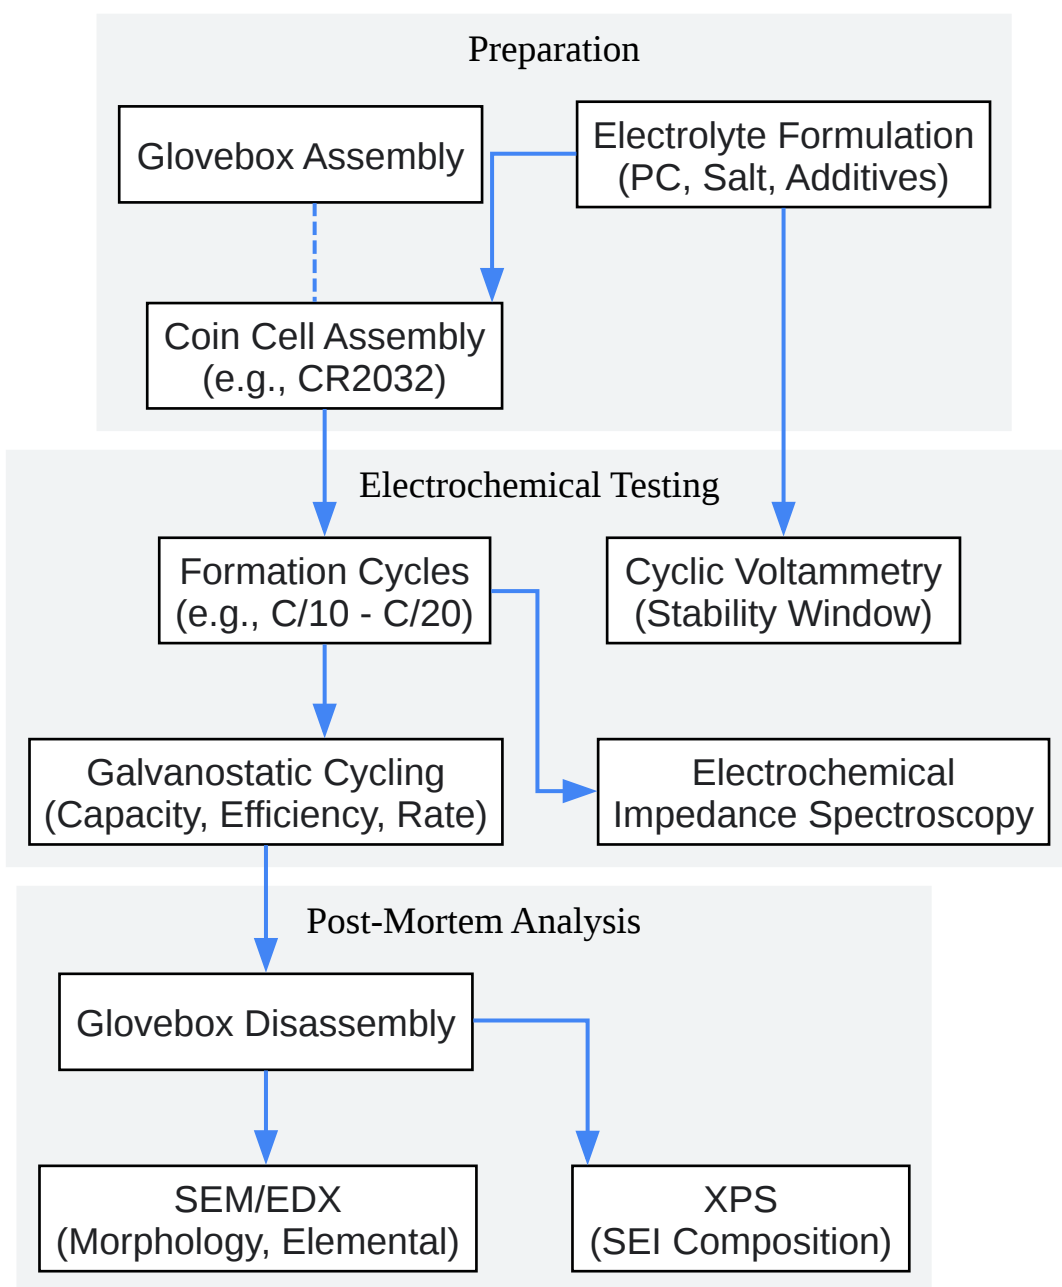 Preparation
Glovebox Assembly
Electrolyte Formulation
(PC, Salt, Additives)
Coin Cell Assembly
(e.g., CR2032)
Electrochemical Testing
Formation Cycles
(e.g., C/10 - C/20)
Cyclic Voltammetry
(Stability Window)
Galvanostatic Cycling
(Capacity, Efficiency, Rate)
Electrochemical
Impedance Spectroscopy
Post-Mortem Analysis
Glovebox Disassembly
SEM/EDX
(Morphology, Elemental)
XPS
(SEI Composition)